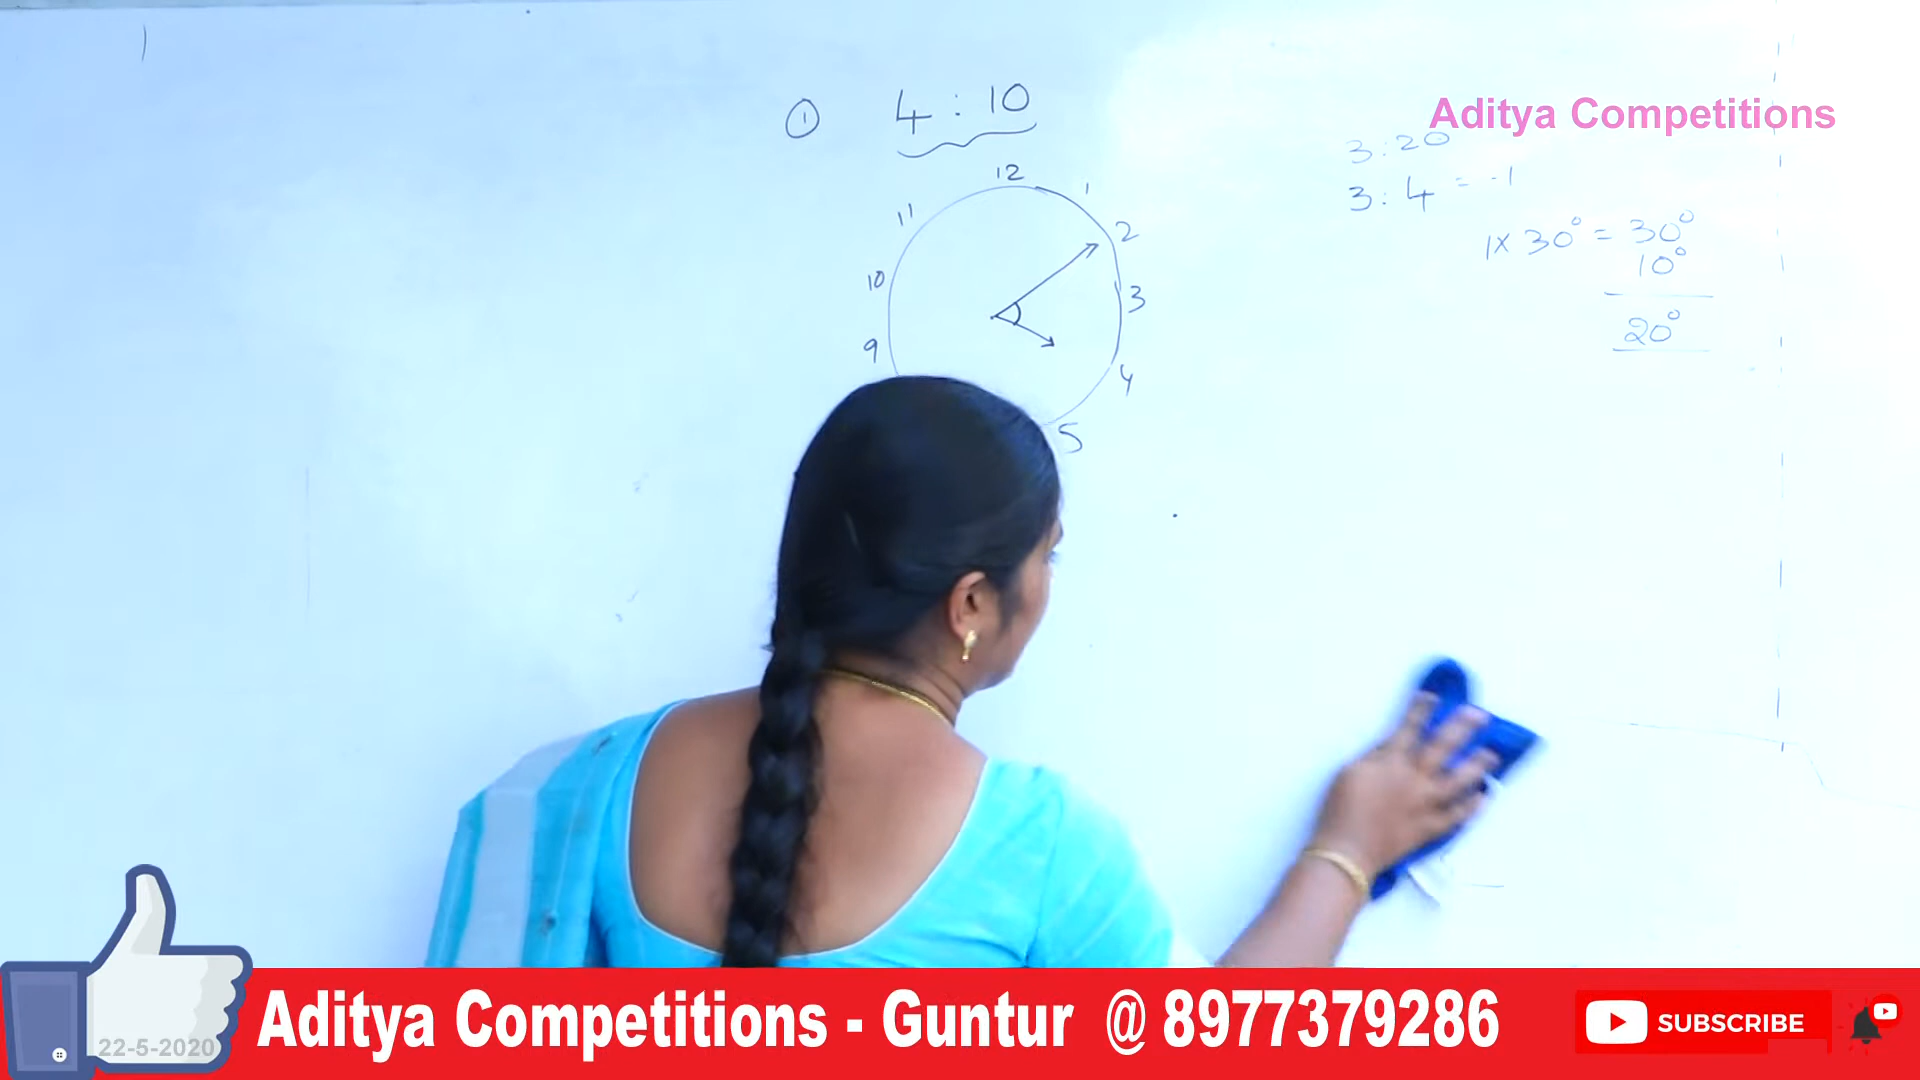 ① 4 : 10
12
1
2
3
4
5
9
10
11
Aditya Competitions
3 : 20
3 : 4 = -1
1 x 30° = 30°
10°
20°
22-5-2020
Aditya Competitions - Guntur @ 8977379286
SUBSCRIBE